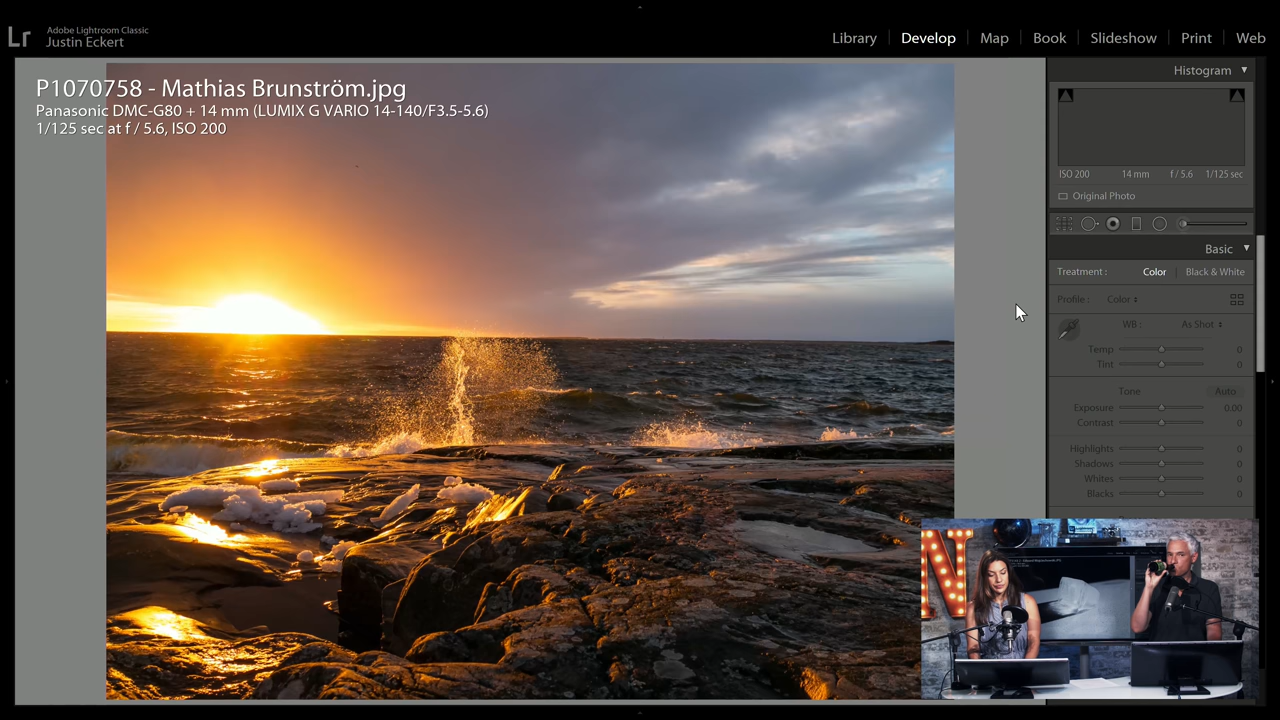 Lr
Adobe Lightroom Classic
Justin Eckert
Library | Develop | Map | Book | Slideshow | Print | Web
P1070758 - Mathias Brunström.jpg
Panasonic DMC-G80 + 14 mm (LUMIX G VARIO 14-140/F3.5-5.6)
1/125 sec at f / 5.6, ISO 200
Histogram
ISO 200 14 mm f / 5.6 1/125 sec
Original Photo
Basic
Treatment : Color | Black & White
Profile : Color
WB : As Shot
Temp 0
Tint 0
Tone Auto
Exposure 0.00
Contrast 0
Highlights 0
Shadows 0
Whites 0
Blacks 0
N